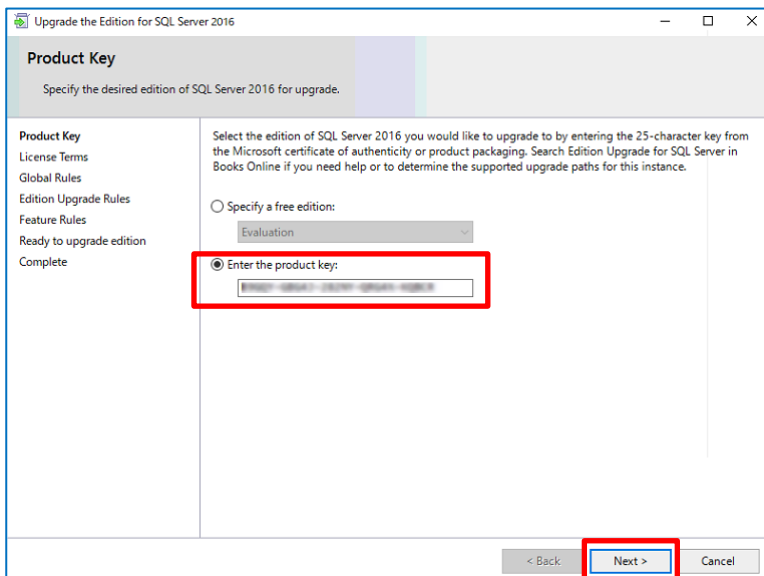 Upgrade the Edition for SQL Server 2016
Product Key
Specify the desired edition of SQL Server 2016 for upgrade.
Product Key
License Terms
Global Rules
Edition Upgrade Rules
Feature Rules
Ready to upgrade edition
Complete
Select the edition of SQL Server 2016 you would like to upgrade to by entering the 25-character key from
the Microsoft certificate of authenticity or product packaging. Search Edition Upgrade for SQL Server in
Books Online if you need help or to determine the supported upgrade paths for this instance.
Specify a free edition:
Evaluation
Enter the product key:
< Back
Next >
Cancel